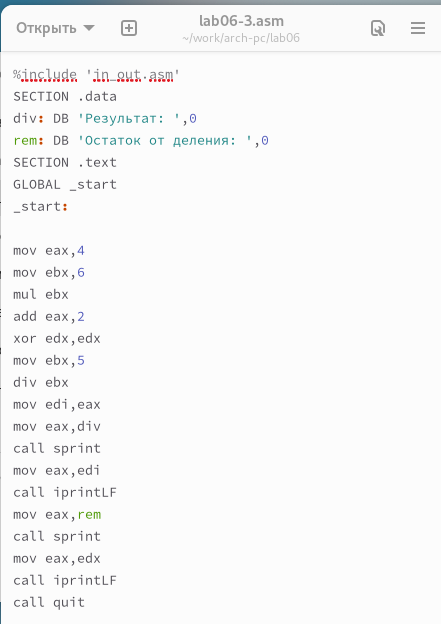 Открыть
lab06-3.asm
~/work/arch-pc/lab06
%include 'in_out.asm'
SECTION .data
div: DB 'Результат: ',0
rem: DB 'Остаток от деления: ',0
SECTION .text
GLOBAL _start
_start:
mov eax,4
mov ebx,6
mul ebx
add eax,2
xor edx,edx
mov ebx,5
div ebx
mov edi,eax
mov eax,div
call sprint
mov eax,edi
call iprintLF
mov eax,rem
call sprint
mov eax,edx
call iprintLF
call quit